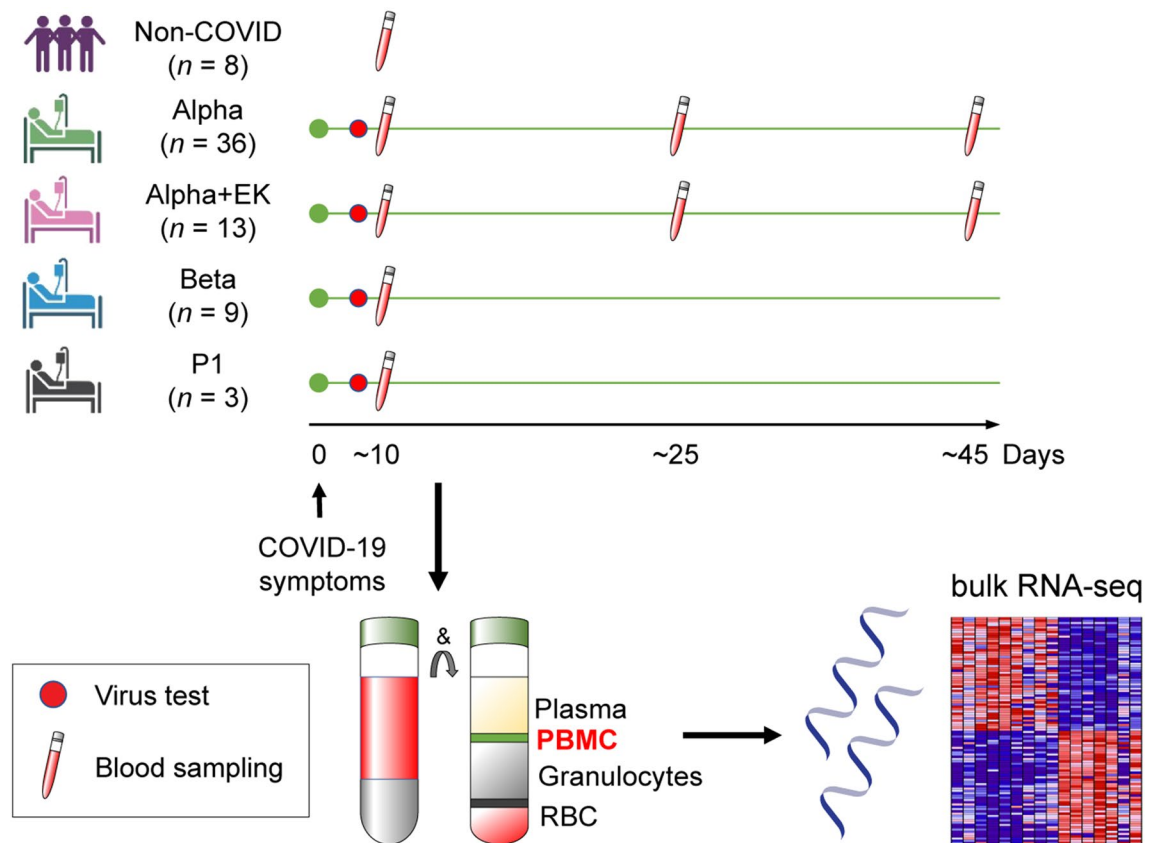 Non-COVID
(n = 8)
Alpha
(n = 36)
Alpha+EK
(n = 13)
Beta
(n = 9)
P1
(n = 3)
0 ~10 ~25 ~45 Days
COVID-19
symptoms
bulk RNA-seq
&
Virus test
Blood sampling
Plasma
PBMC
Granulocytes
RBC